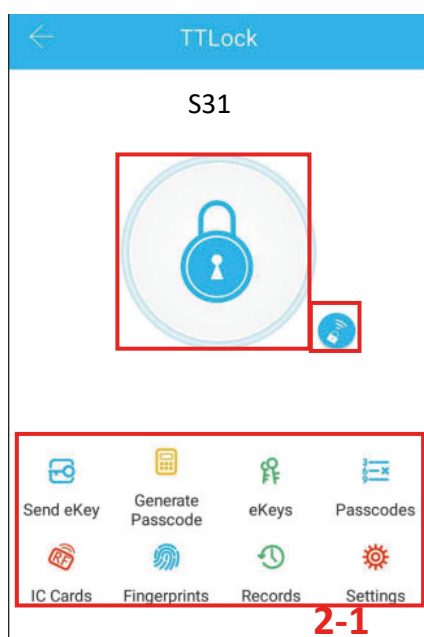 TTLock
S31
Send eKey
Generate
Passcode
eKeys
Passcodes
IC Cards
Fingerprints
Records
Settings
2-1